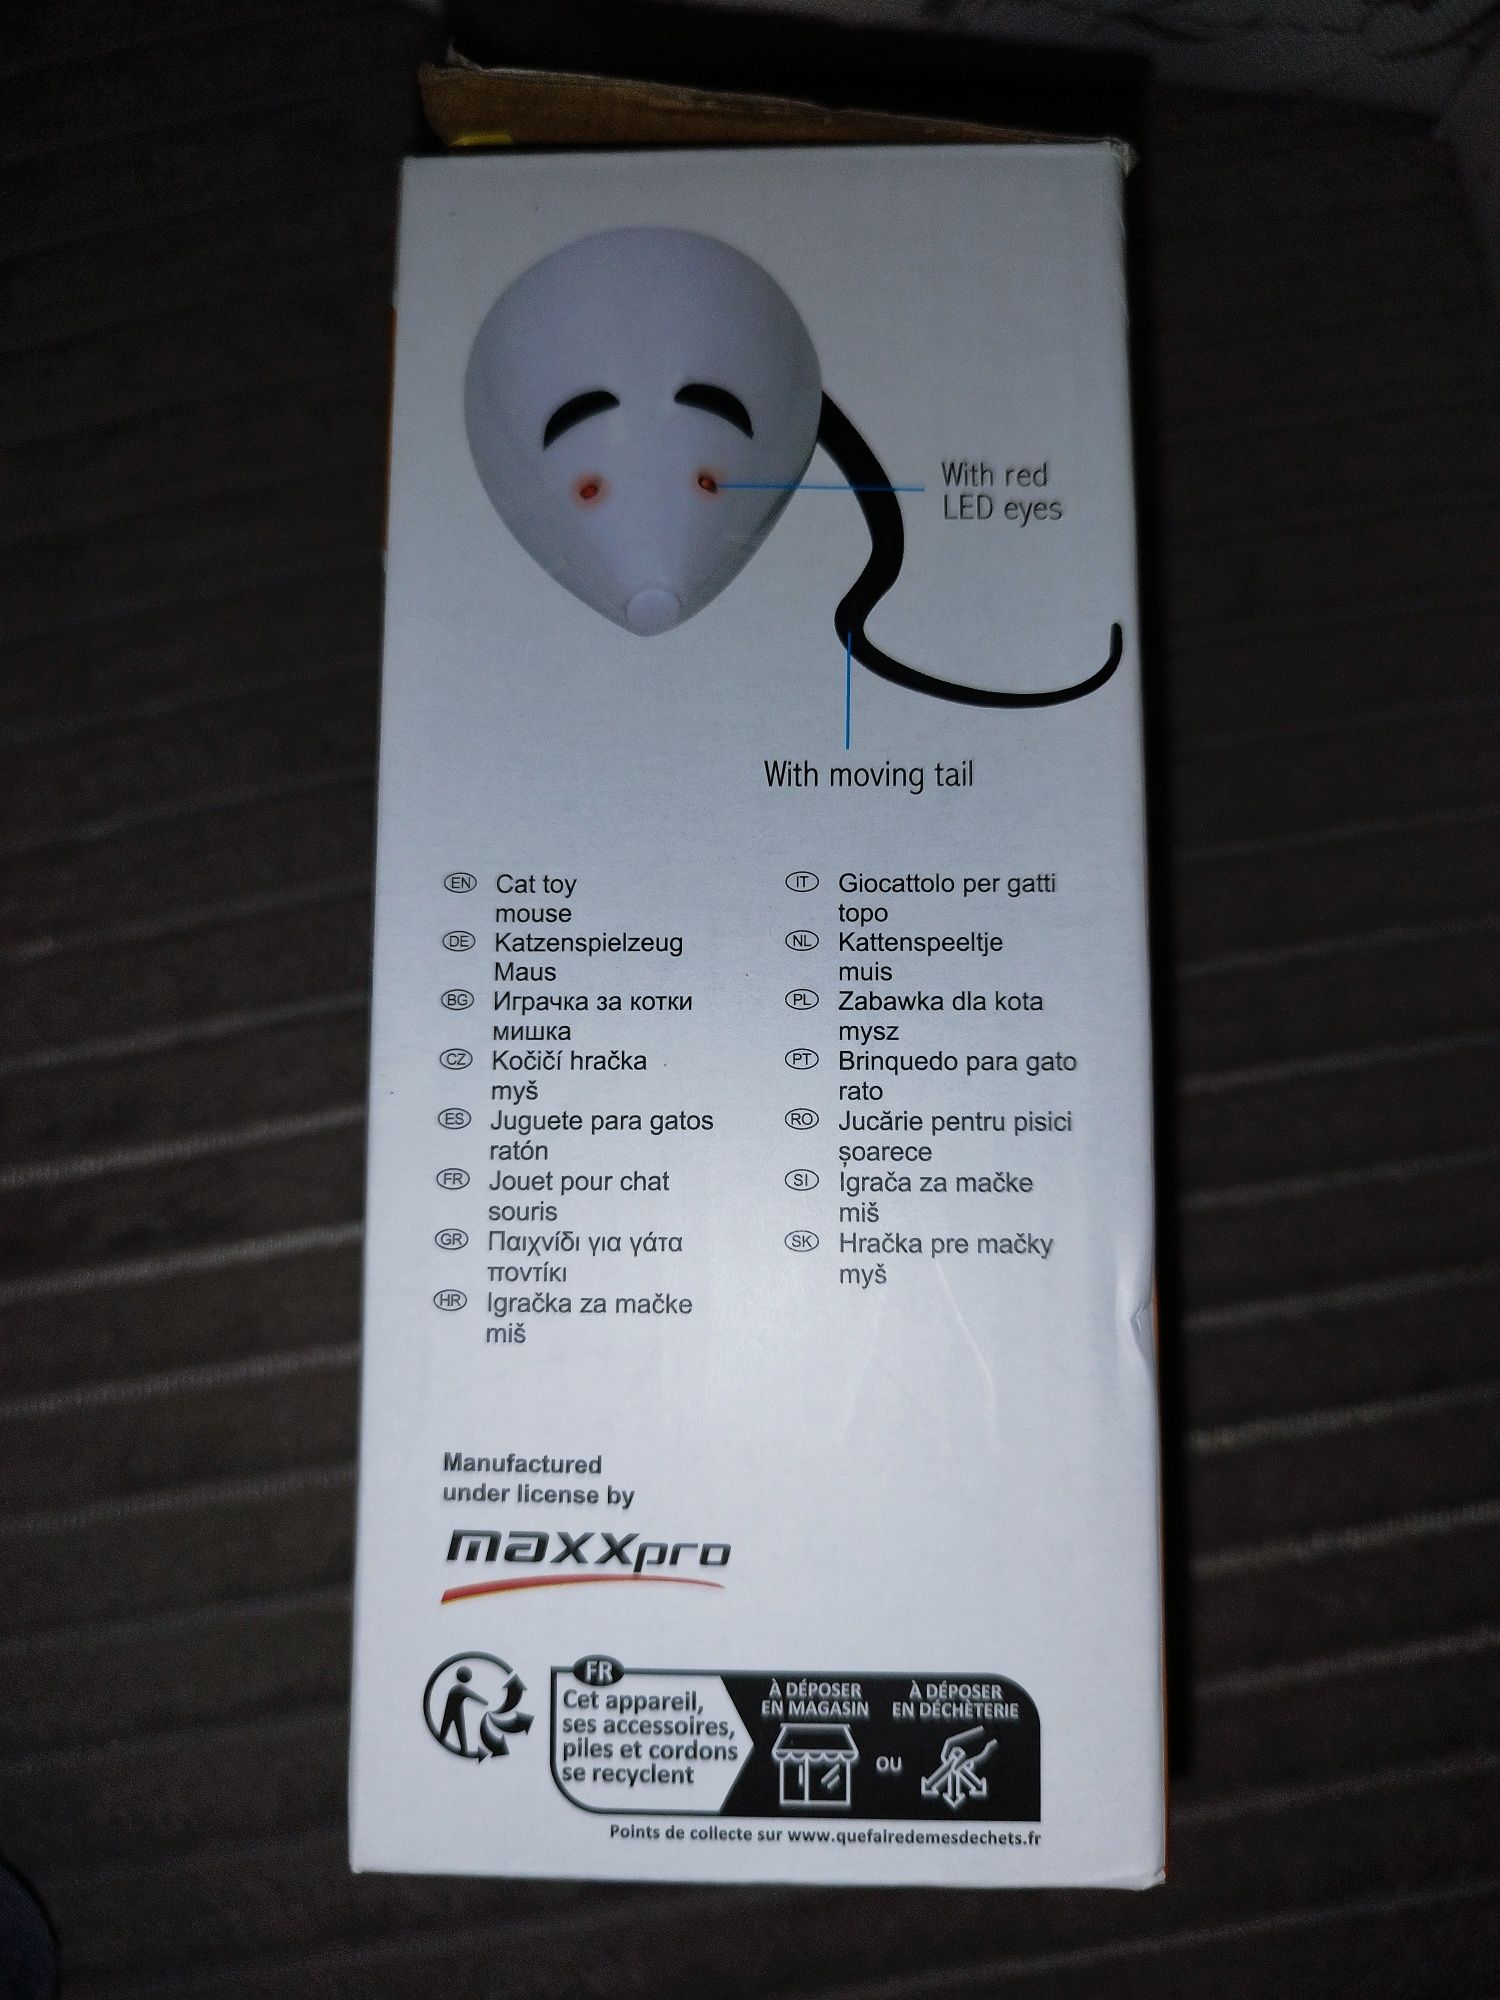 With red
LED eyes
With moving tail
EN Cat toy
mouse
DE Katzenspielzeug
Maus
BG Играчка за котки
мишка
CZ Kočičí hračka
myš
ES Juguete para gatos
ratón
FR Jouet pour chat
souris
GR Παιχνίδι για γάτα
ποντίκι
HR Igračka za mačke
miš
IT Giocattolo per gatti
topo
NL Kattenspeeltje
muis
PL Zabawka dla kota
mysz
PT Brinquedo para gato
rato
RO Jucărie pentru pisici
șoarece
SI Igrača za mačke
miš
SK Hračka pre mačky
myš
Manufactured
under license by
maxxpro
FR
Cet appareil,
ses accessoires,
piles et cordons
se recyclent
À DÉPOSER
EN MAGASIN
OU
À DÉPOSER
EN DÉCHÈTERIE
Points de collecte sur www.quefairedemesdechets.fr